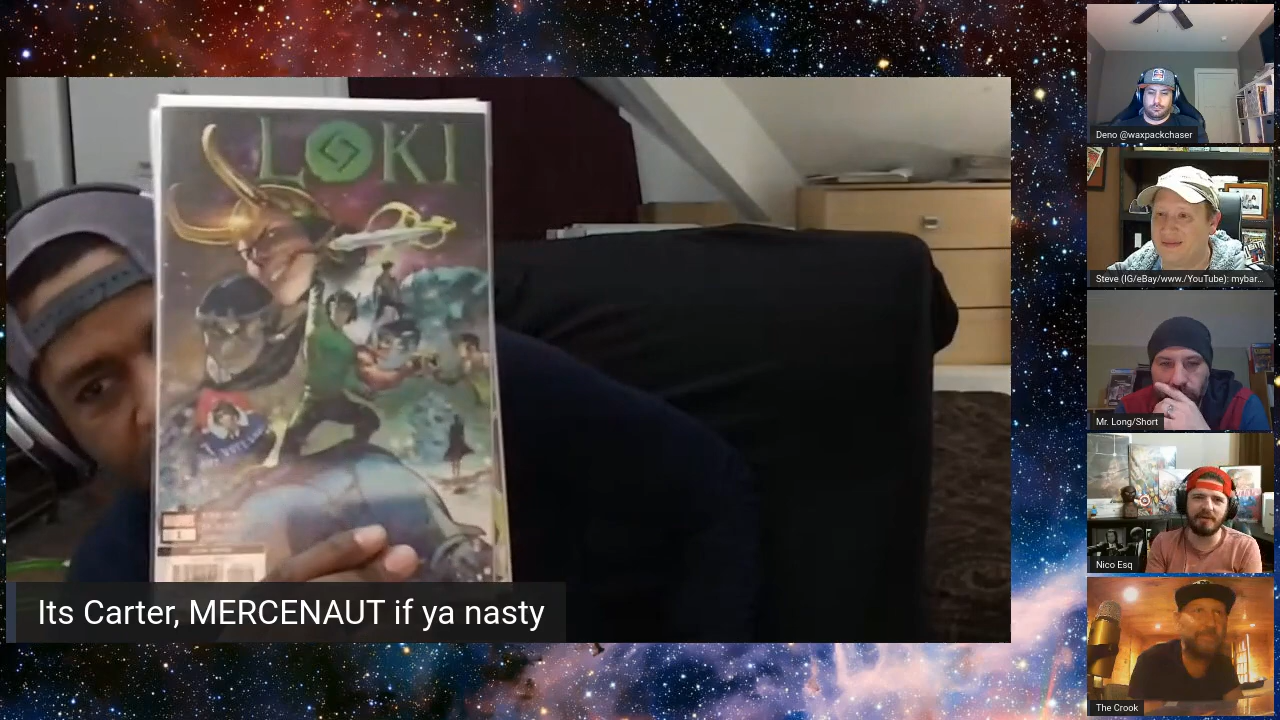 LOKI
1
Its Carter, MERCENAUT if ya nasty
Deno @waxpackchaser
Steve (IG/eBay/www./YouTube): mybar...
Mr. Long/Short
Nico Esq
The Crook